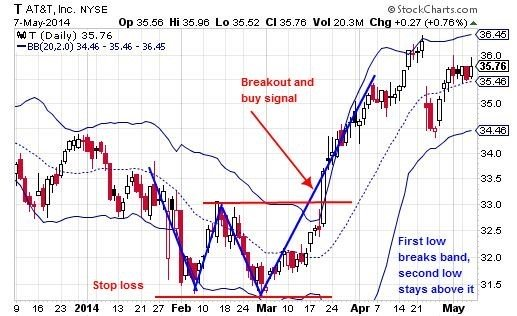 T AT&T, Inc. NYSE
© StockCharts.com
7-May-2014
Op 35.56 Hi 35.96 Lo 35.52 Cl 35.76 Vol 20.3M Chg +0.27 (+0.76%)
T (Daily) 35.76
BB(20,2.0) 34.46 - 35.46 - 36.45
36.45
36.0
35.76
35.46
35.0
34.46
34.0
33.5
33.0
32.5
32.0
31.5
Breakout and
buy signal
First low
breaks band,
second low
stays above it
Stop loss
9 16 23 2014 13 21 Feb 10 18 Mar 10 17 24 Apr 14 21 May